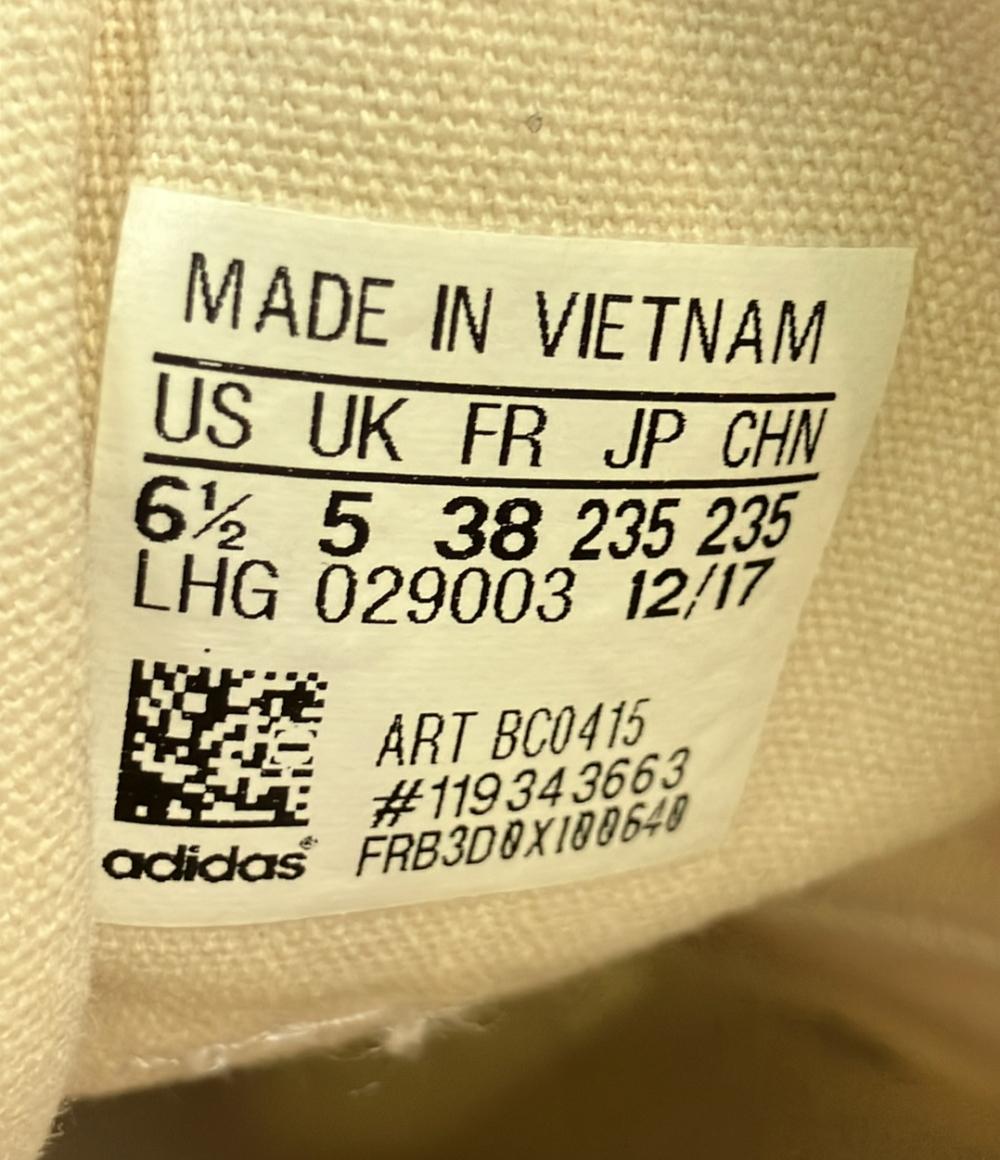 MADE IN VIETNAM
US UK FR JP CHN
6½ 5 38 235 235
LHG 029003 12/17
ART BC0415
#119343663
FRB3D0X100640
adidas®